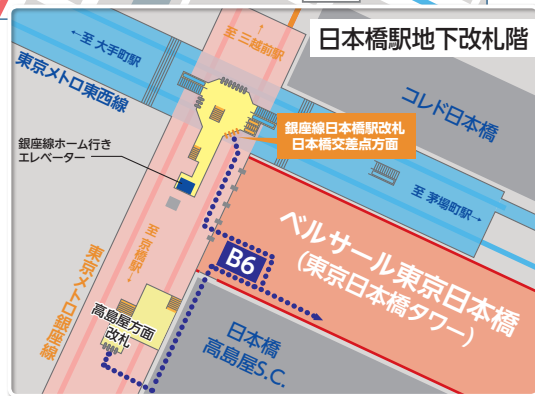 日本橋駅地下改札階
←至 大手町駅
東京メトロ東西線
至 三越前駅→
コレド日本橋
銀座線日本橋駅改札
日本橋交差点方面
銀座線ホーム行き
エレベーター
至 茅場町駅→
ベルサール東京日本橋
(東京日本橋タワー)
至 京橋駅→
B6
東京メトロ銀座線
高島屋方面
改札
日本橋
高島屋S.C.